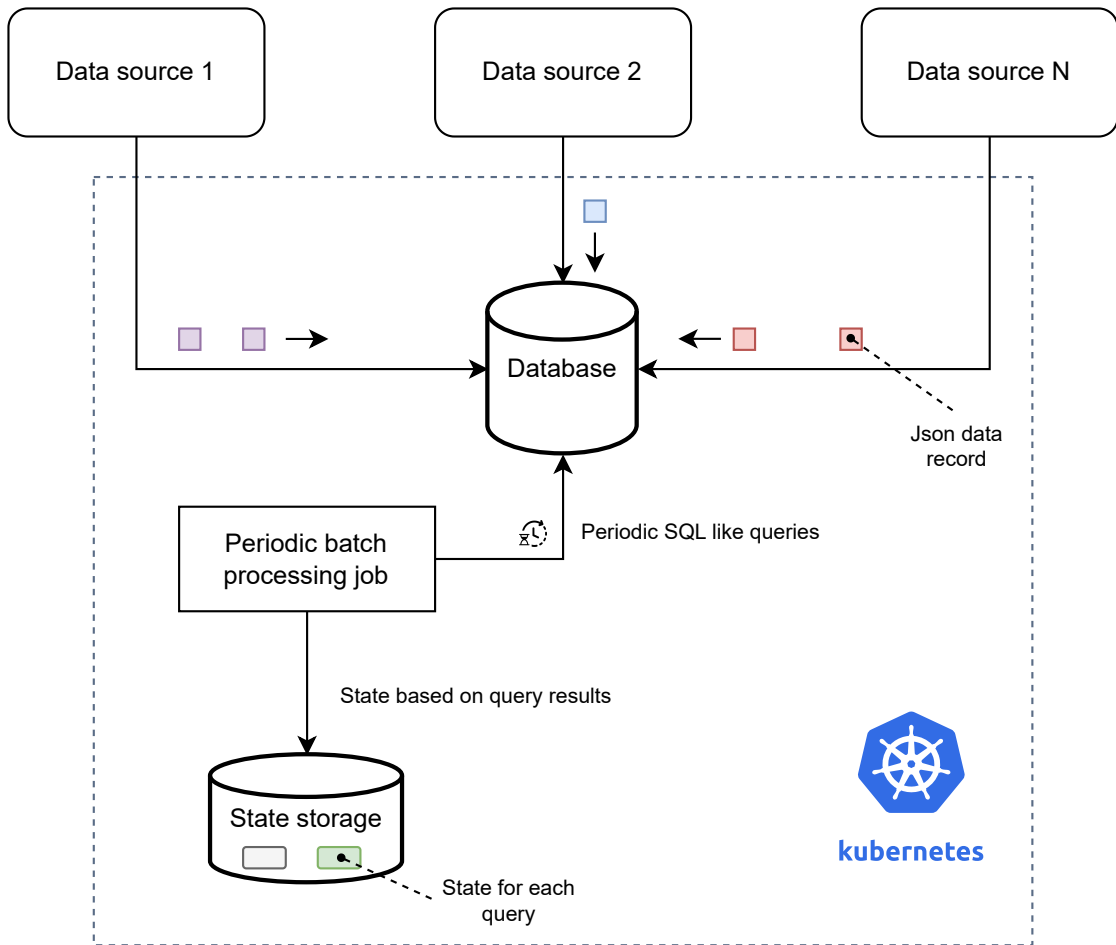 Data source 1
Data source 2
Data source N
Database
Json data
record
Periodic batch
processing job
Periodic SQL like queries
State based on query results
State storage
kubernetes
State for each
query